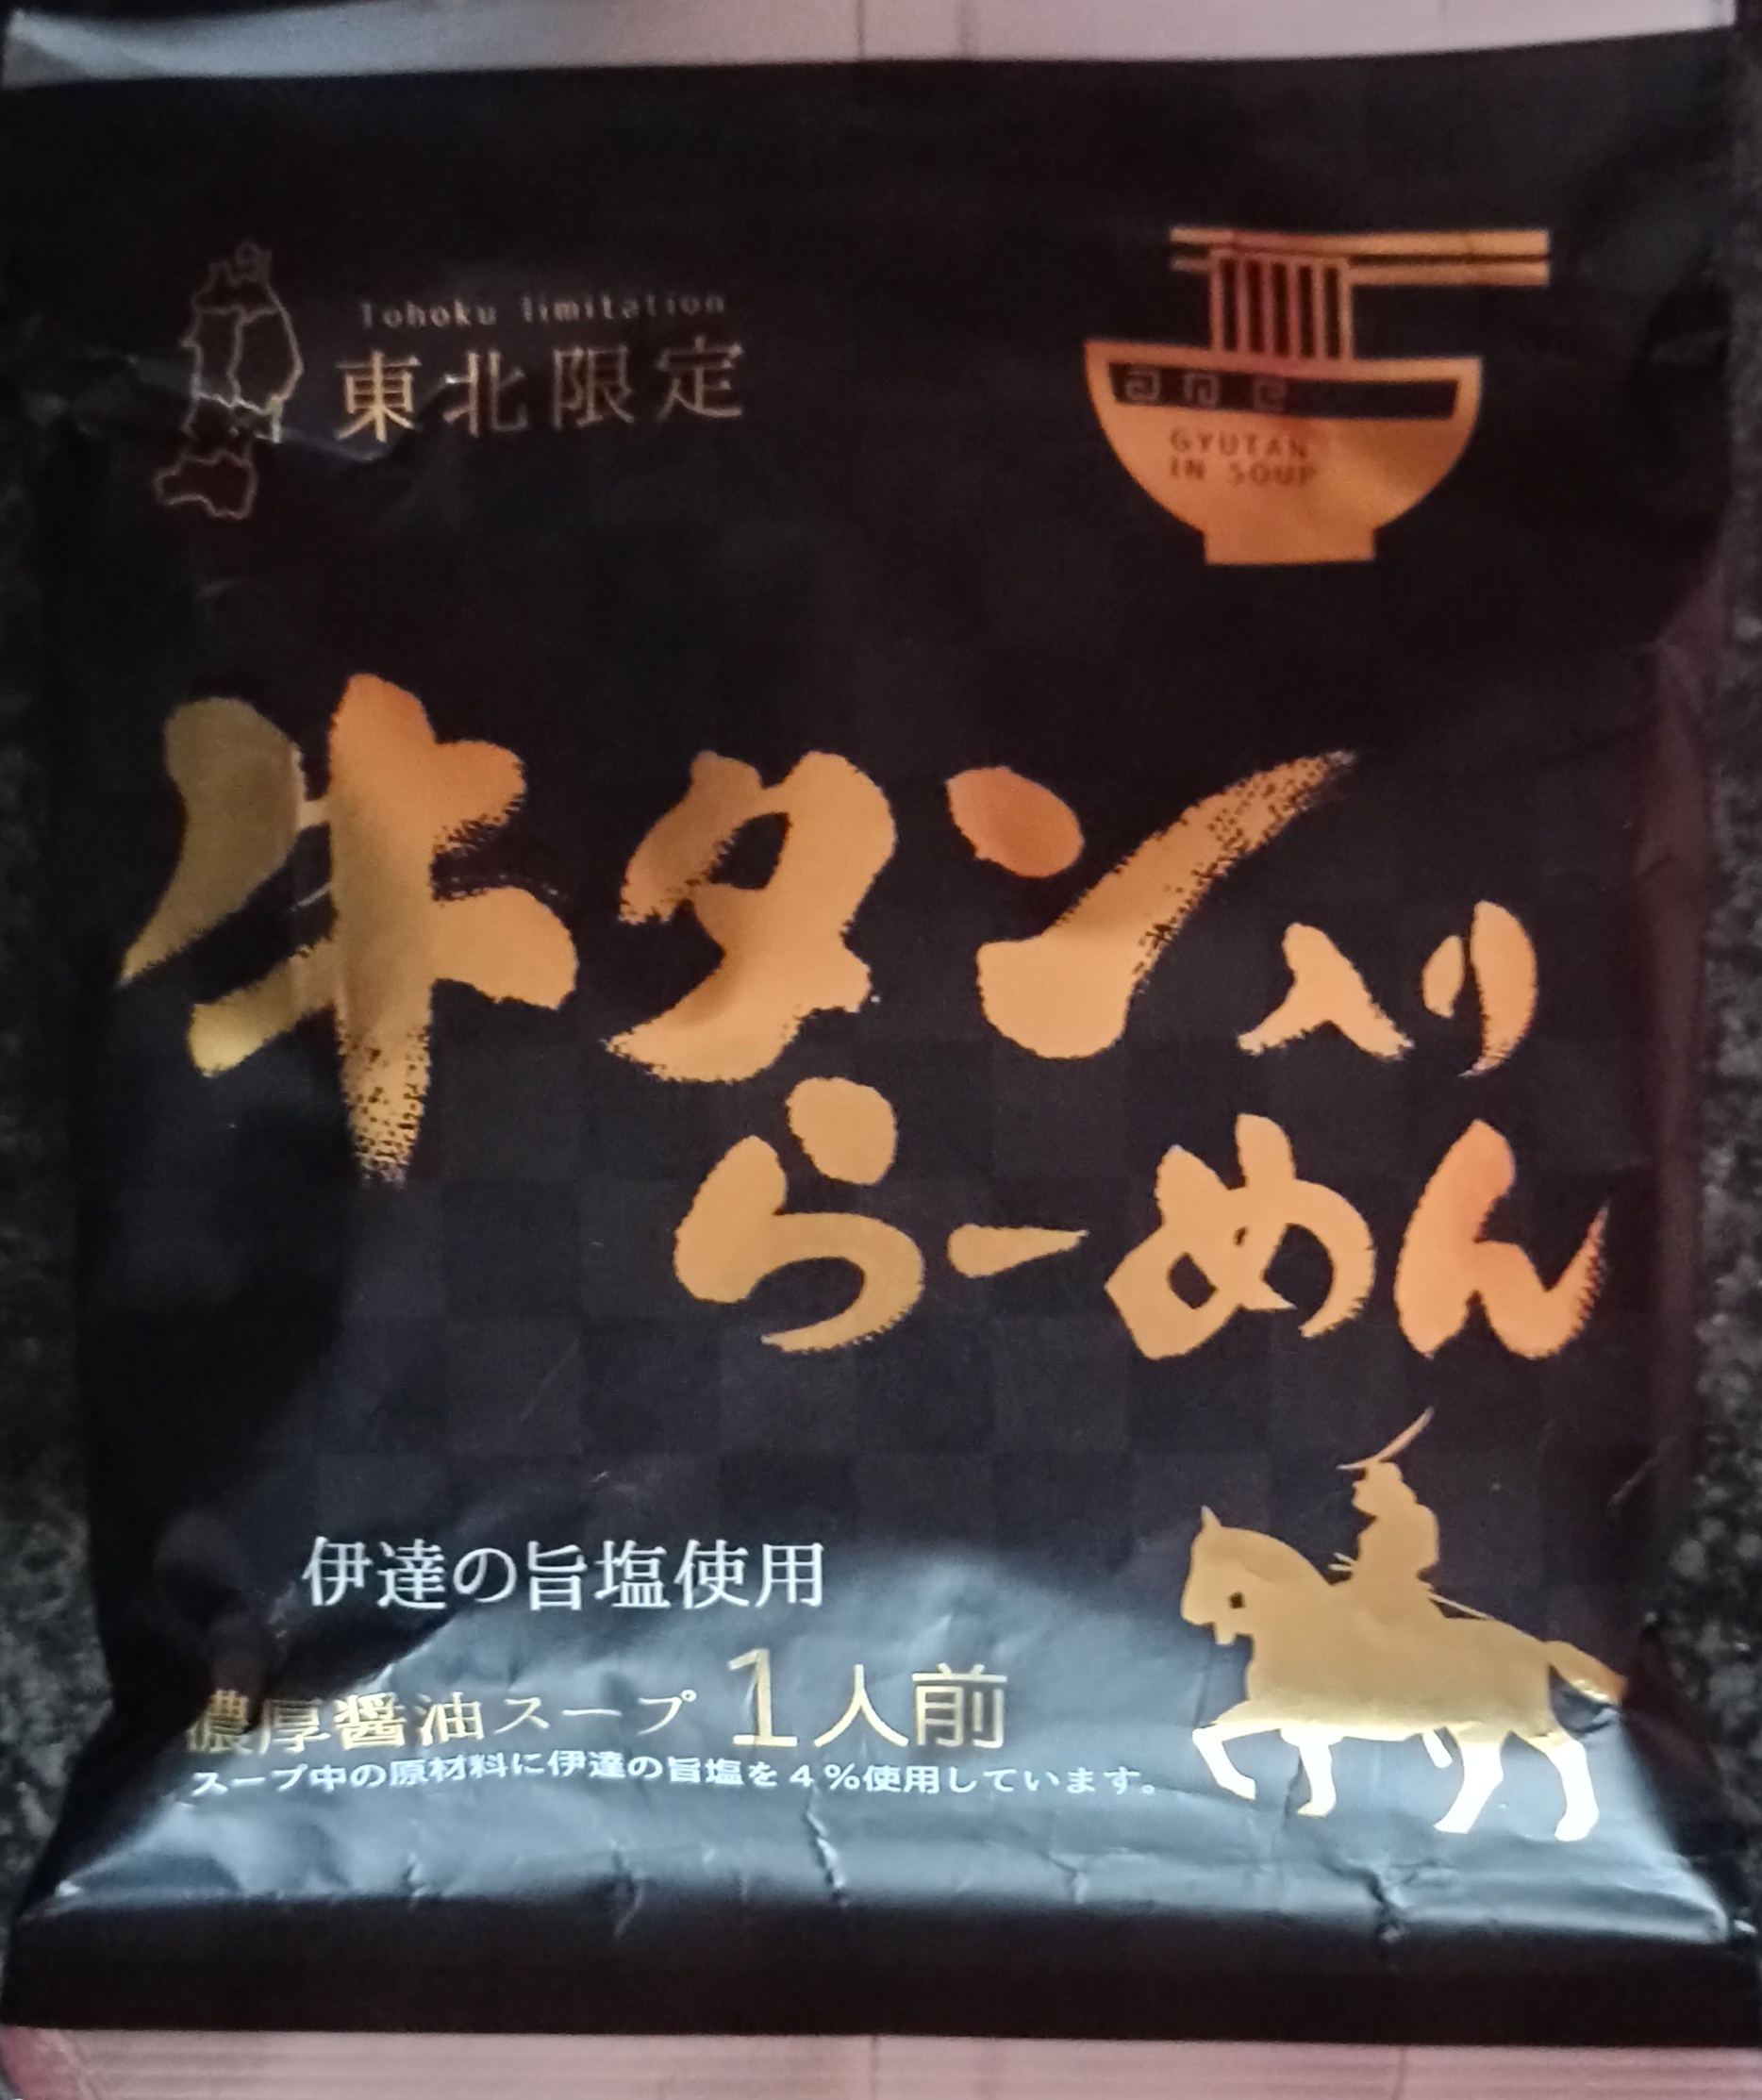 Tohoku limitation
東北限定
GYUTAN
IN SOUP
牛タン入り
らーめん
伊達の旨塩使用
濃厚醤油スープ 1人前
スープ中の原材料に伊達の旨塩を4%使用しています。